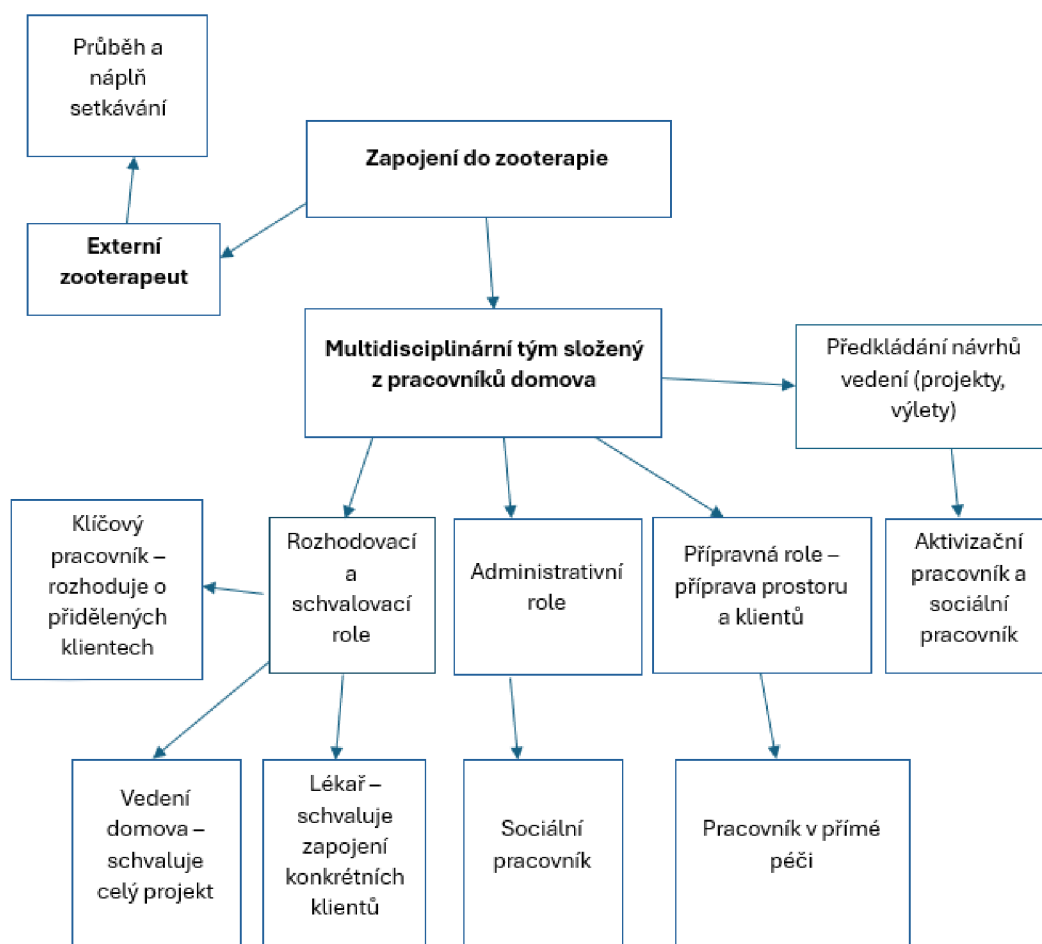 Průběh a
náplň
setkávání
Zapojení do zooterapie
Externí
zooterapeut
Multidisciplinární tým složený
z pracovníků domova
Předkládání návrhů
vedení (projekty,
výlety)
Klíčový
pracovník –
rozhoduje o
přidělených
klientech
Rozhodovací
a
schvalovací
role
Administrativní
role
Přípravná role –
příprava prostoru
a klientů
Aktivizační
pracovník a
sociální
pracovník
Vedení
domova –
schvaluje
celý projekt
Lékař –
schvaluje
zapojení
konkrétních
klientů
Sociální
pracovník
Pracovník v přímé
péči